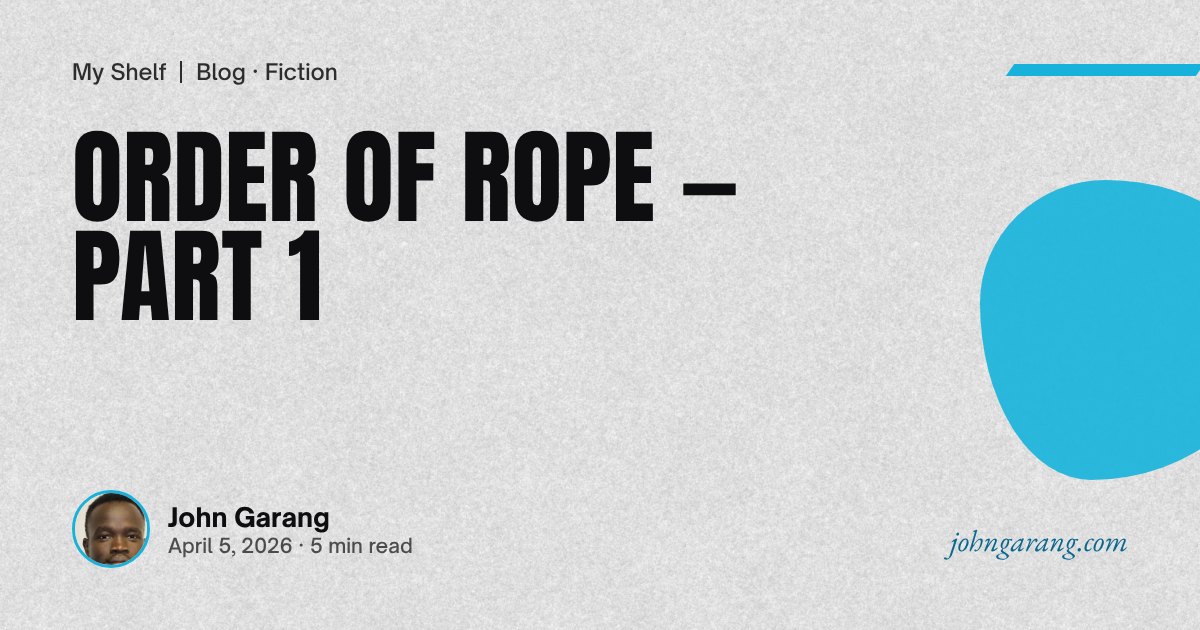 My Shelf | Blog · Fiction
ORDER OF ROPE —
PART 1
John Garang
April 5, 2026 · 5 min read
johngarang.com